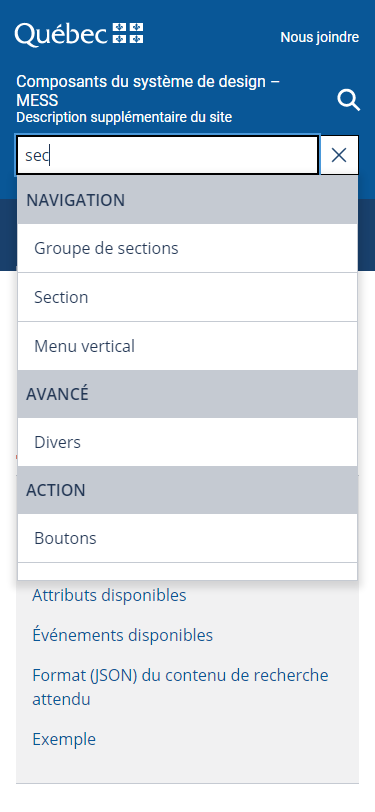 Québec
Nous joindre
Composants du système de design –
MESS
Description supplémentaire du site
sec
NAVIGATION
Groupe de sections
Section
Menu vertical
AVANCÉ
Divers
ACTION
Boutons
Attributs disponibles
Événements disponibles
Format (JSON) du contenu de recherche
attendu
Exemple